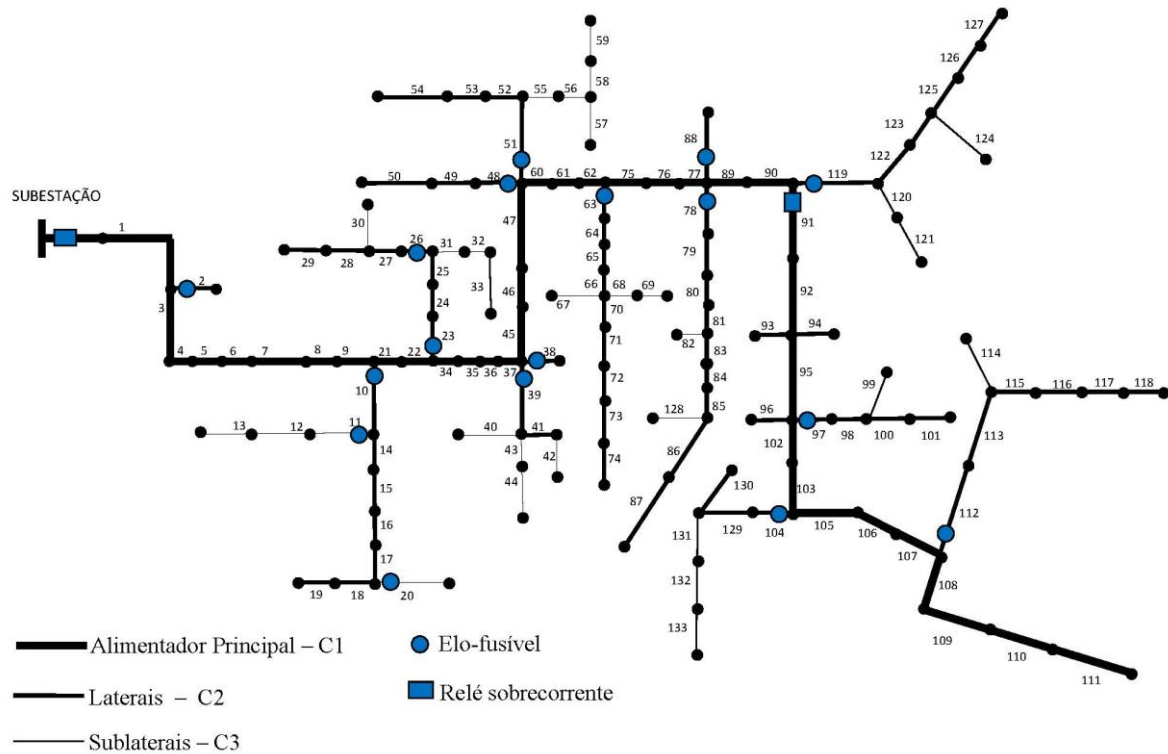 59
127
126
54 53 52 55 56 58
125
57
123 124
88
51
122
50 49 48 60 61 62 75 76 77 89 90 119
SUBESTAÇÃO
120
1 30 47 63 78 91
26 31 32 64 79 121
29 28 27 25 65
2 33 46 92
24 66 68 69 80
67 70
3 23 45 81 93 94 114
71 82
4 5 6 7 8 9 21 22 34 35 36 37 38 83
99 95
10 39 72 84 115 116 117 118
128 85 96
13 12 11 40 41 73 97 98 100 101
14 43 42 102 113
86
15 44 74 130
103
87 112
16 131 129 104 105 106
107
17 132 108
19 18 20
133 109
110
111
Alimentador Principal – C1 Elo-fusível
Laterais – C2 Relé sobrecorrente
Sublaterais – C3